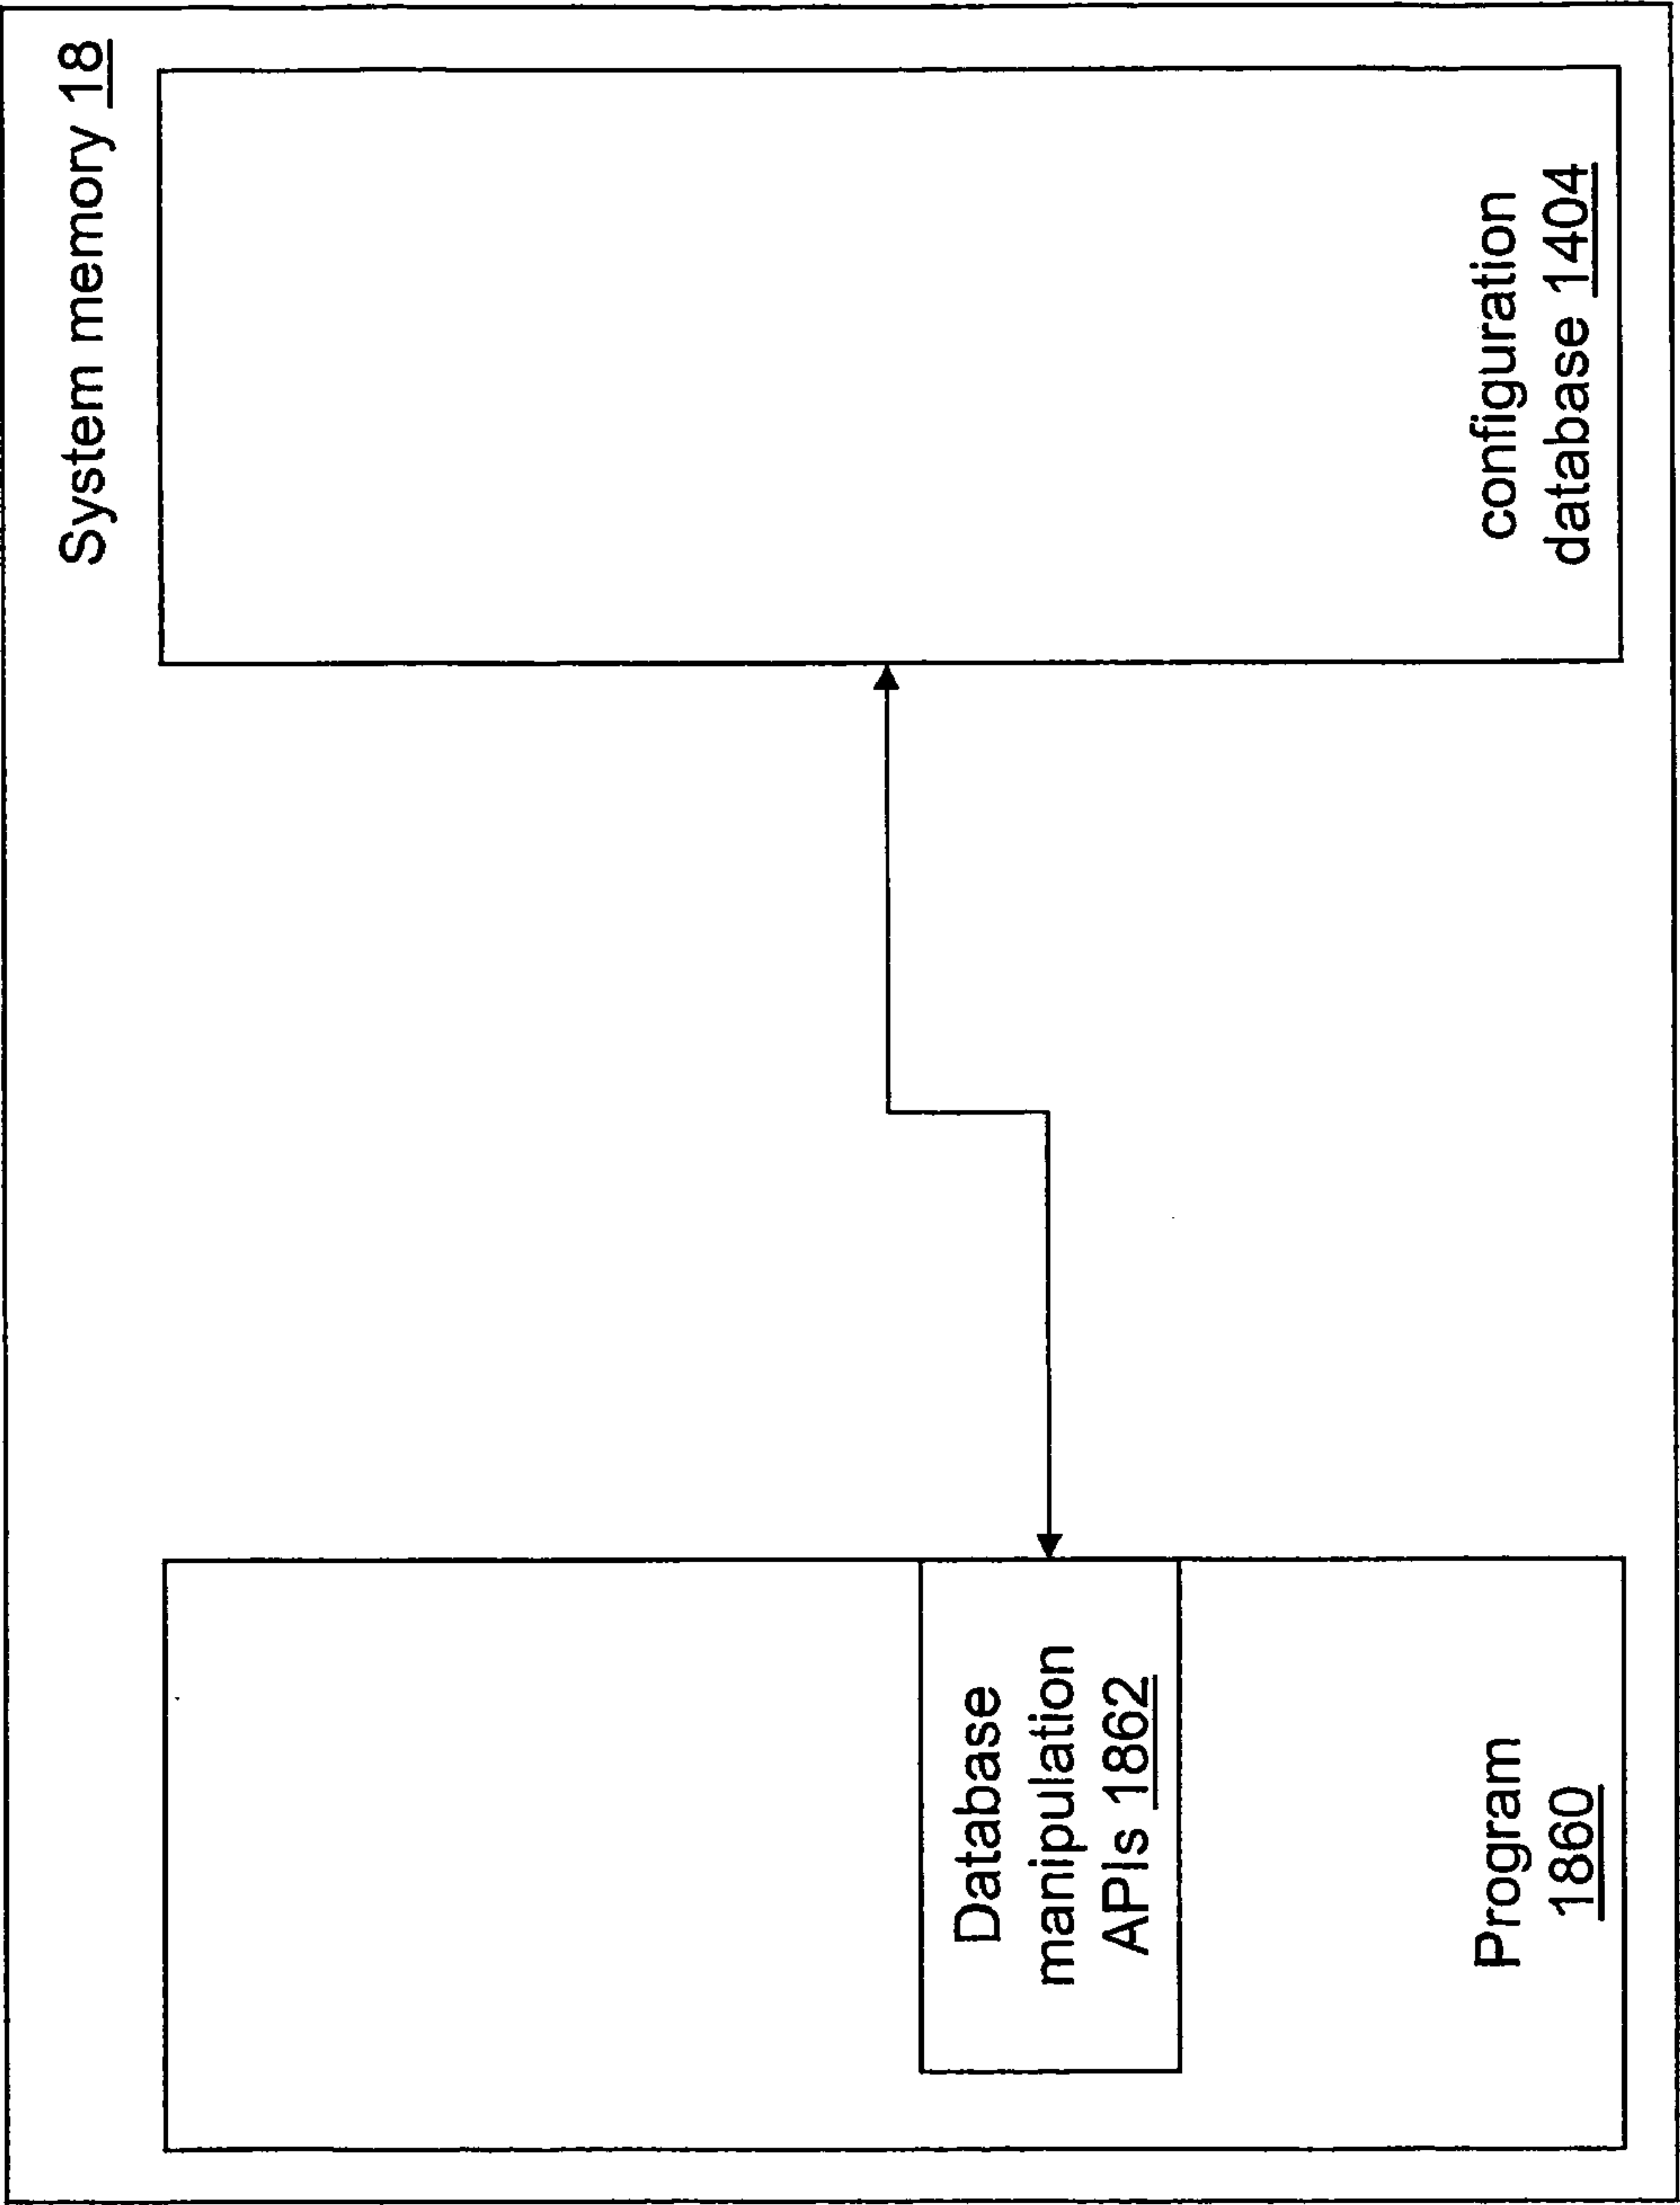 System memory 18
Database
manipulation
APIs 1862
Program
1860
configuration
database 1404